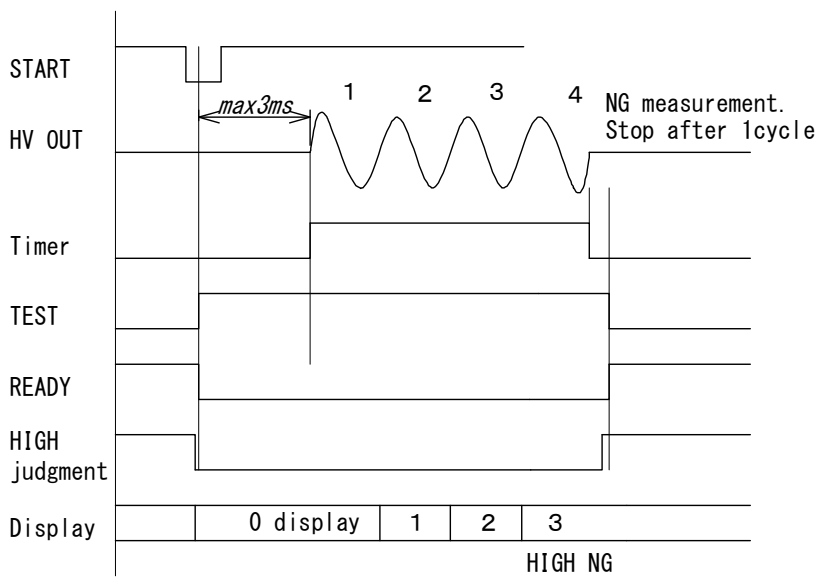 START
1 2 3 4
max3ms
NG measurement.
Stop after 1cycle
HV OUT
Timer
TEST
READY
HIGH
judgment
Display 0 display 1 2 3
HIGH NG